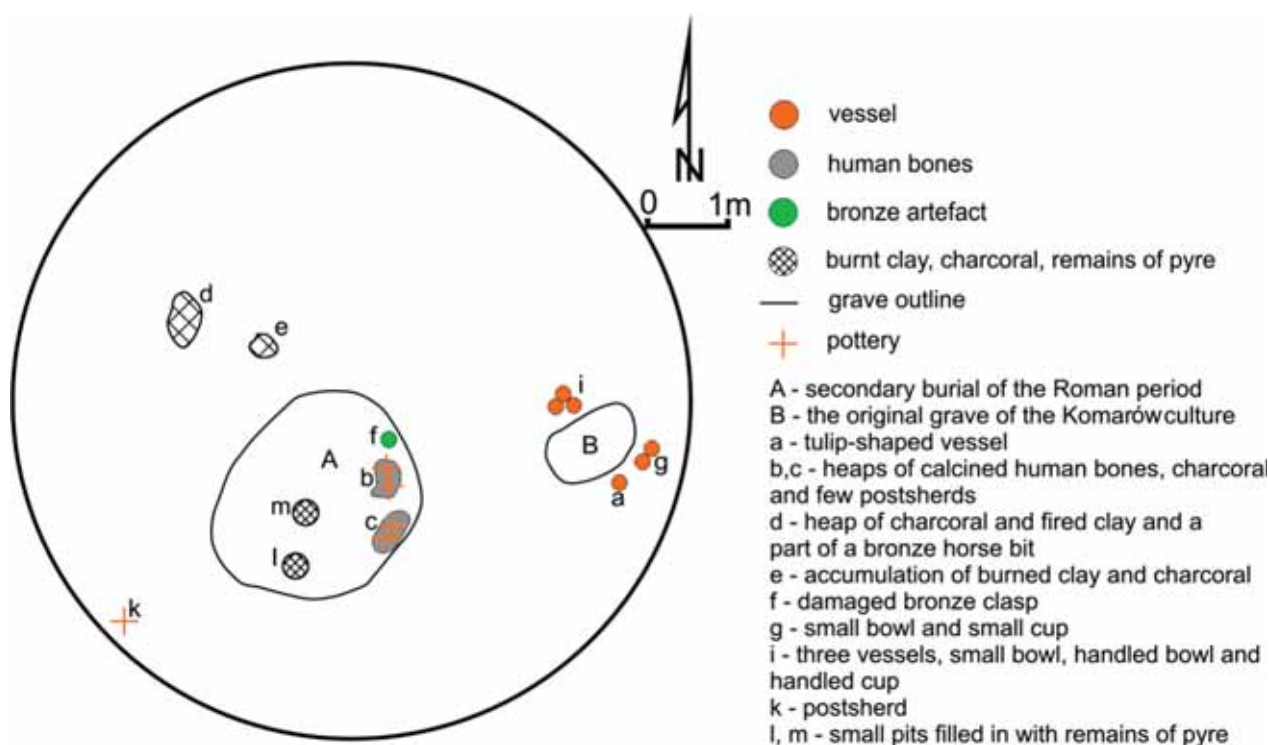 N
0 1m
vessel
human bones
bronze artefact
burnt clay, charcoral, remains of pyre
grave outline
pottery
d
e
i
B
g
a
f
A
b
m
c
l
k
A - secondary burial of the Roman period
B - the original grave of the Komarówculture
a - tulip-shaped vessel
b,c - heaps of calcined human bones, charcoral
and few postsherds
d - heap of charcoral and fired clay and a
part of a bronze horse bit
e - accumulation of burned clay and charcoral
f - damaged bronze clasp
g - small bowl and small cup
i - three vessels, small bowl, handled bowl and
handled cup
k - postsherd
l, m - small pits filled in with remains of pyre